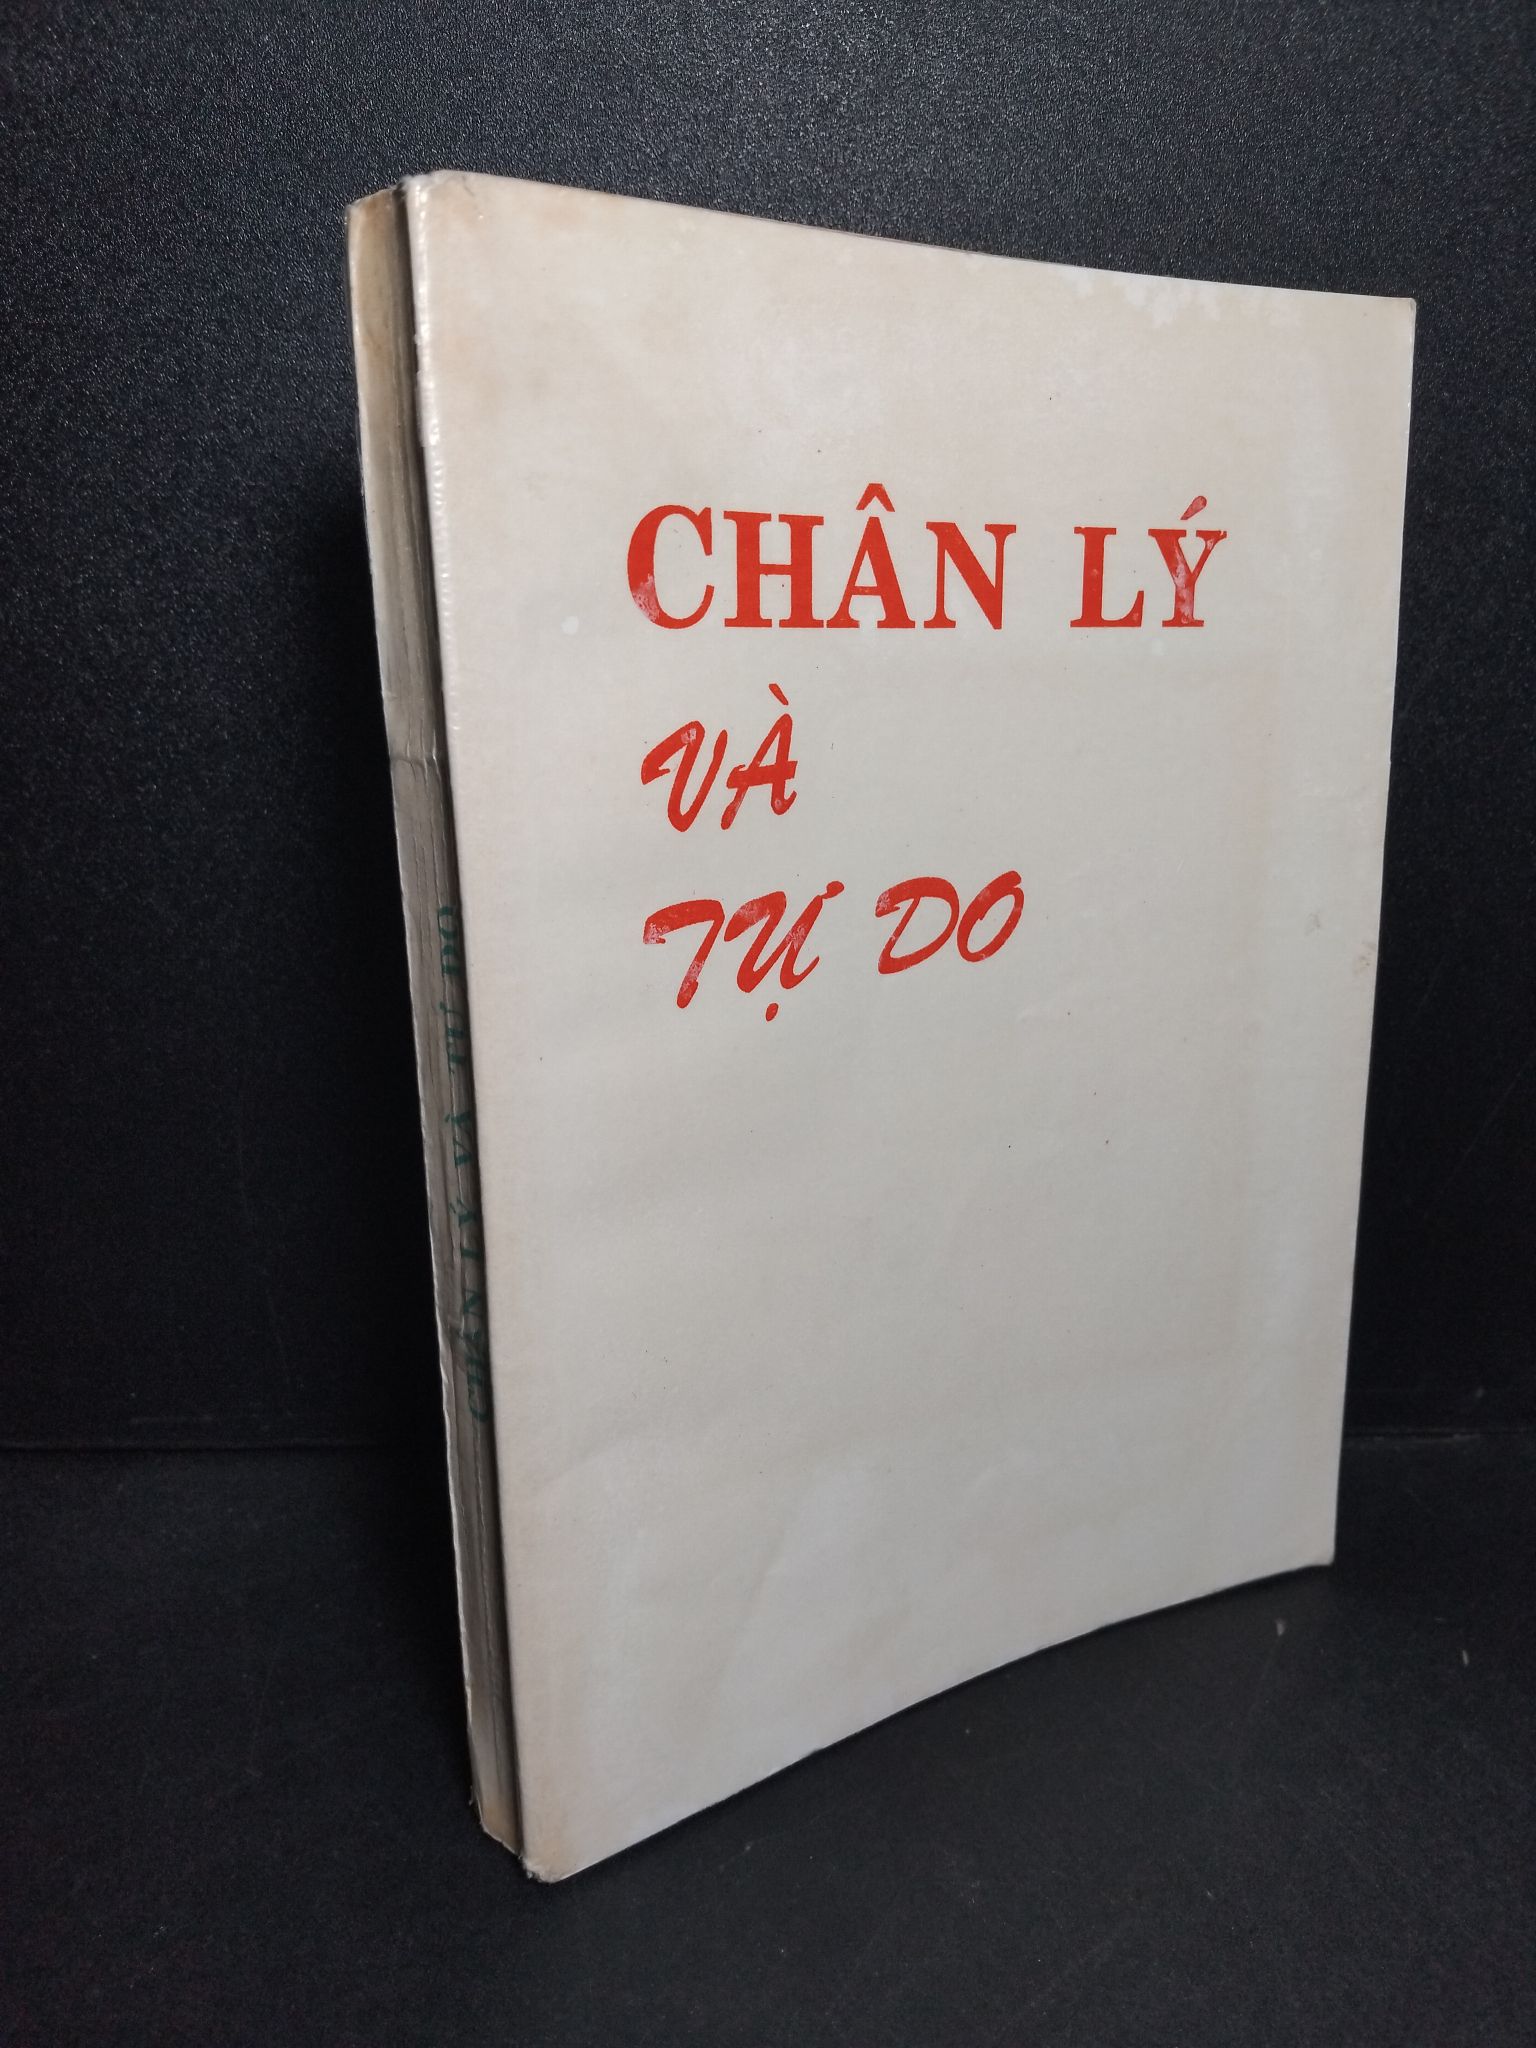 CHÂN LÝ
VÀ
TỰ DO
CHÂN LÝ VÀ TỰ DO